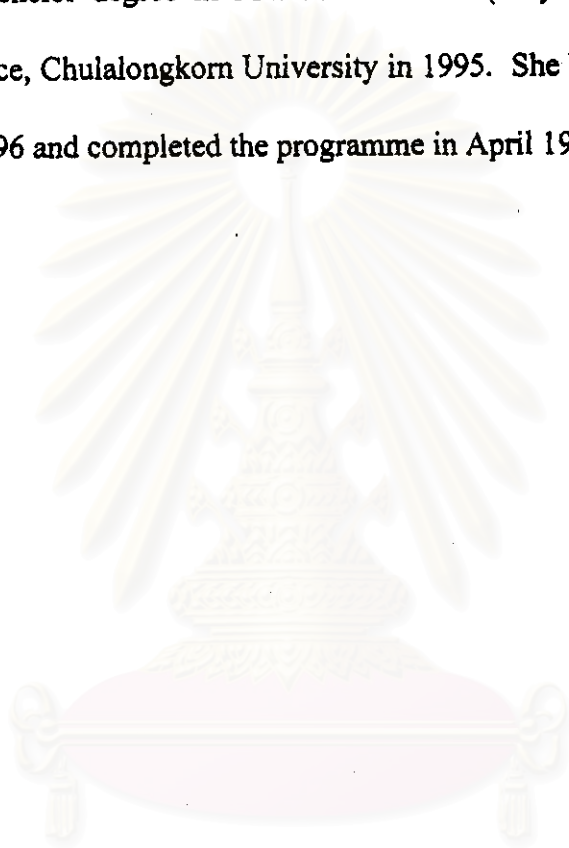 ce, Chulalongkorn University in 1995. She
96 and completed the programme in April 19